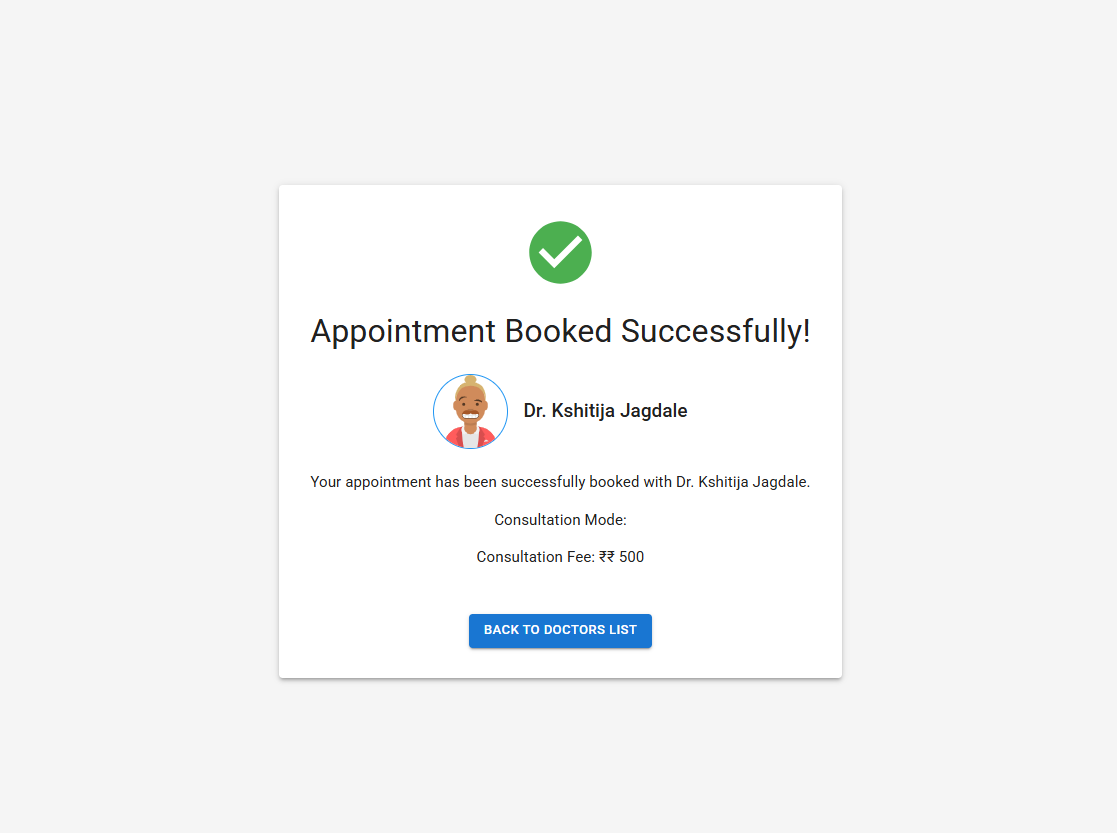 Appointment Booked Successfully!
Dr. Kshitija Jagdale
Your appointment has been successfully booked with Dr. Kshitija Jagdale.
Consultation Mode:
Consultation Fee: ₹₹ 500
BACK TO DOCTORS LIST